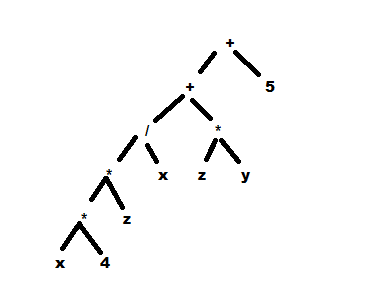 +
+ 5
/ *
* x z y
* z
x 4